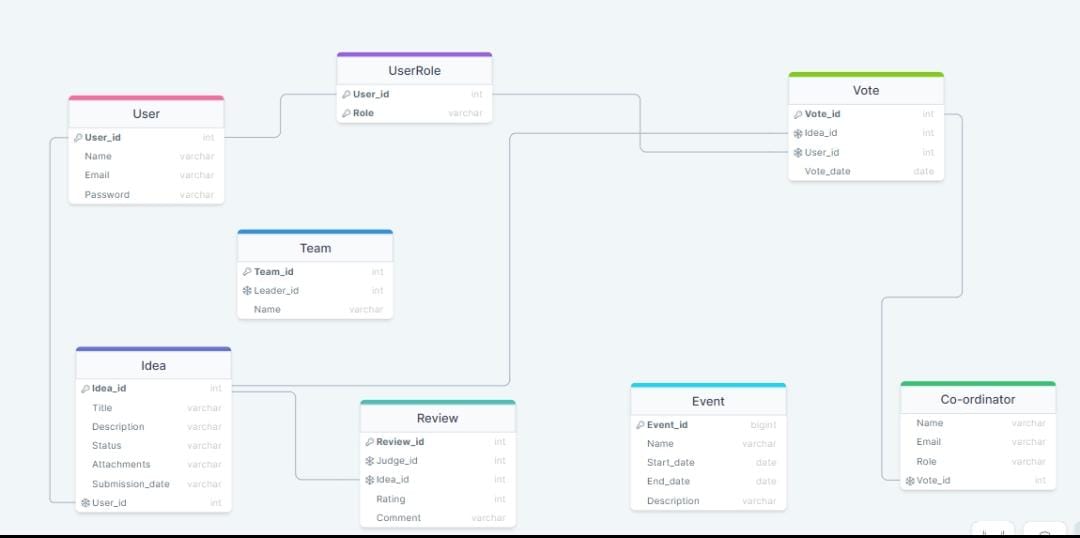 User
User_id int
Name varchar
Email varchar
Password varchar
UserRole
User_id int
Role varchar
Vote
Vote_id int
Idea_id int
User_id int
Vote_date date
Team
Team_id int
Leader_id int
Name varchar
Idea
Idea_id int
Title varchar
Description varchar
Status varchar
Attachments varchar
Submission_date varchar
User_id int
Review
Review_id int
Judge_id int
Idea_id int
Rating int
Comment varchar
Event
Event_id bigint
Name varchar
Start_date date
End_date date
Description varchar
Co-ordinator
Name varchar
Email varchar
Role varchar
Vote_id int